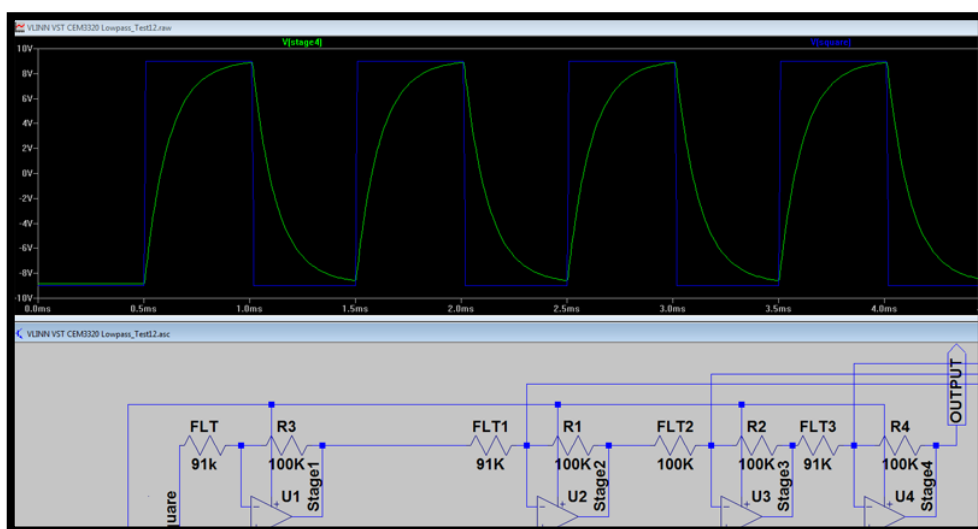 VLINN VST CEM3320 Lowpass_Test12.raw
V(stage4) V(square)
10V
8V
6V
4V
2V
0V
-2V
-4V
-6V
-8V
-10V
0.0ms 0.5ms 1.0ms 1.5ms 2.0ms 2.5ms 3.0ms 3.5ms 4.0ms
VLINN VST CEM3320 Lowpass_Test12.asc
OUTPUT
FLT R3 FLT1 R1 FLT2 R2 FLT3 R4
91k 100K 91K 100K 100K 100K 91K 100K
Stage1 Stage2 Stage3 Stage4
U1 U2 U3 U4